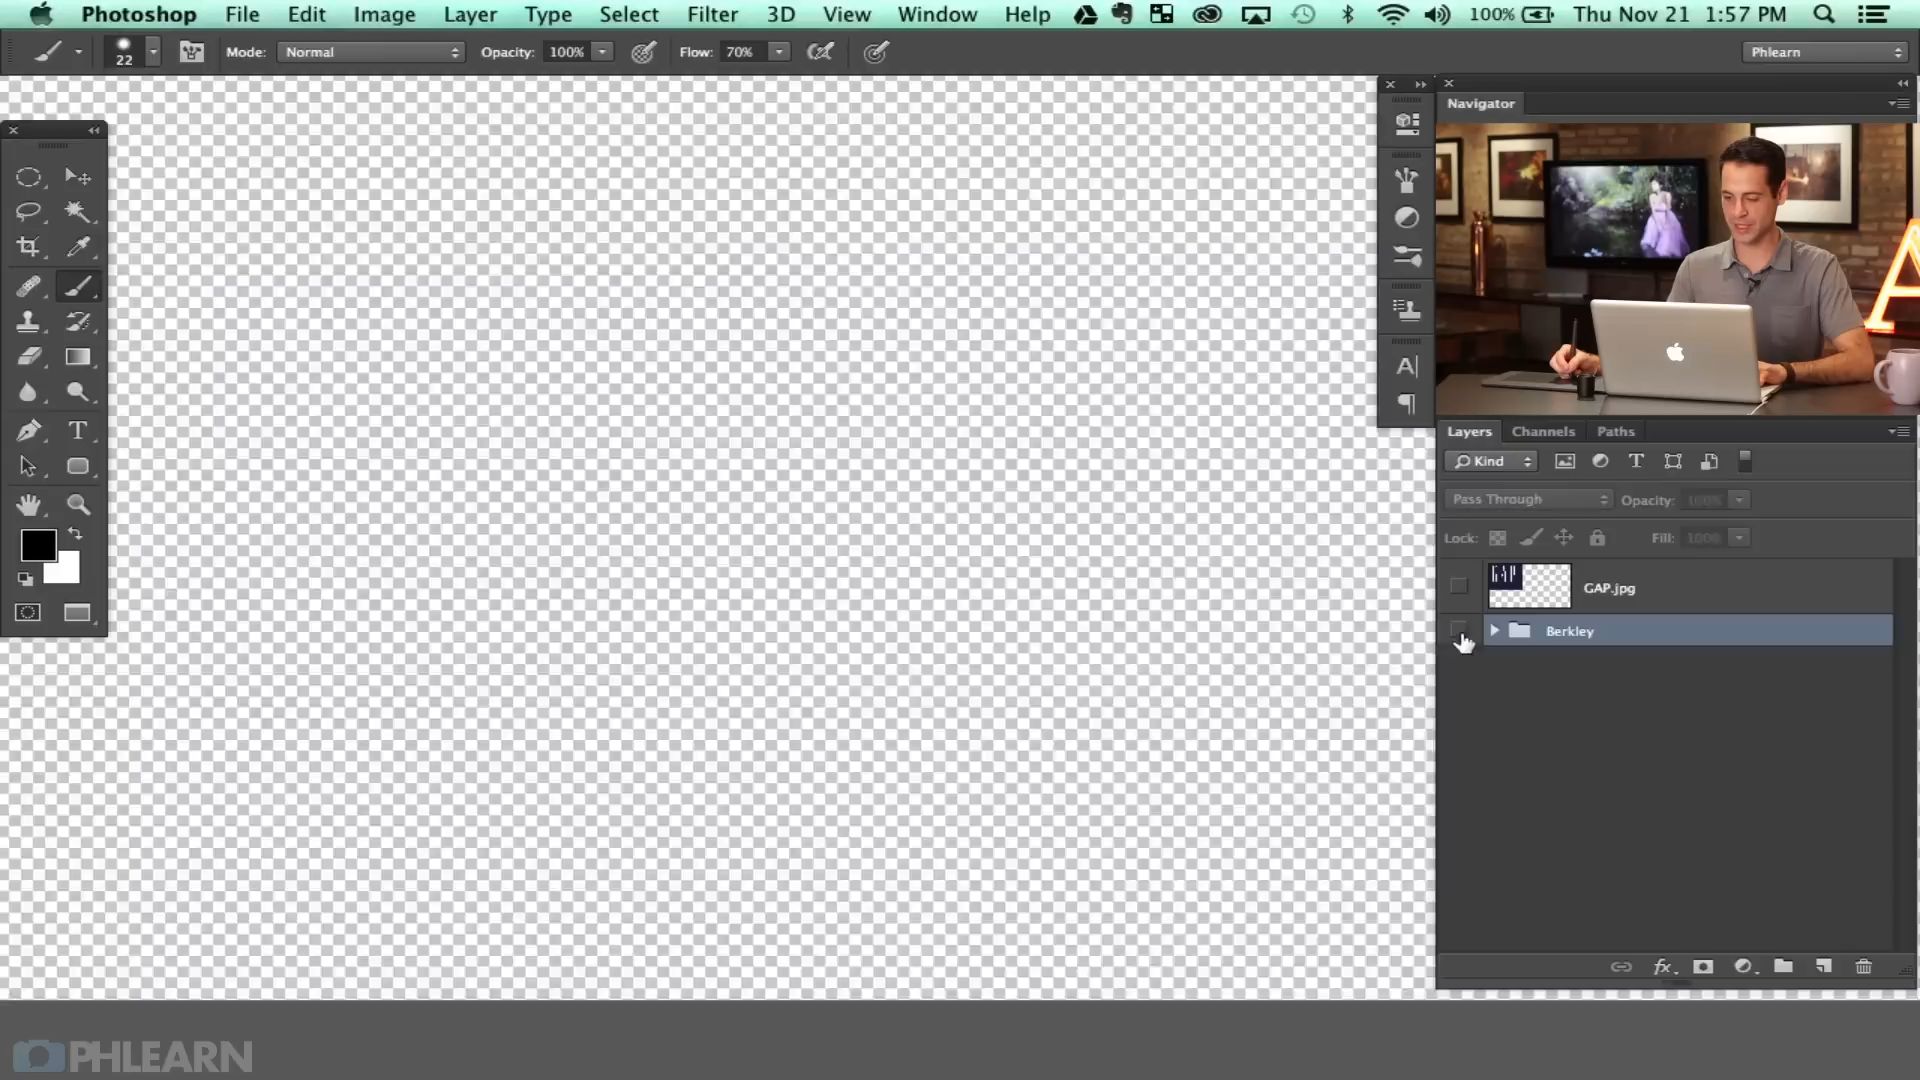 Photoshop File Edit Image Layer Type Select Filter 3D View Window Help 100% Thu Nov 21 1:57 PM
22 Mode: Normal Opacity: 100% Flow: 70% Phlearn
Navigator
A
Layers Channels Paths
Kind
Pass Through Opacity: 100%
Lock: Fill: 100%
GAP GAP.jpg
Berkley
fx
PHLEARN